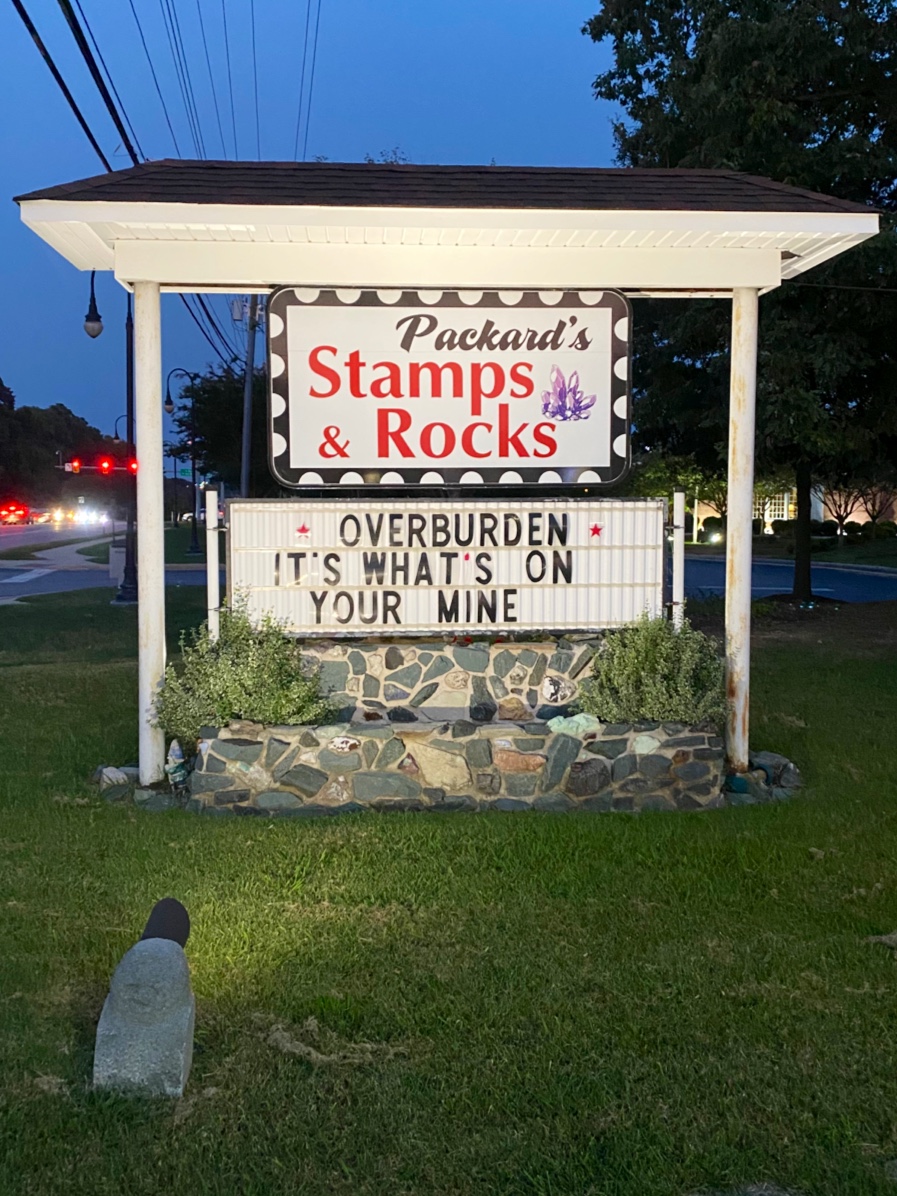 Packard's
Stamps
& Rocks
OVERBURDEN
IT'S WHAT'S ON
YOUR MINE